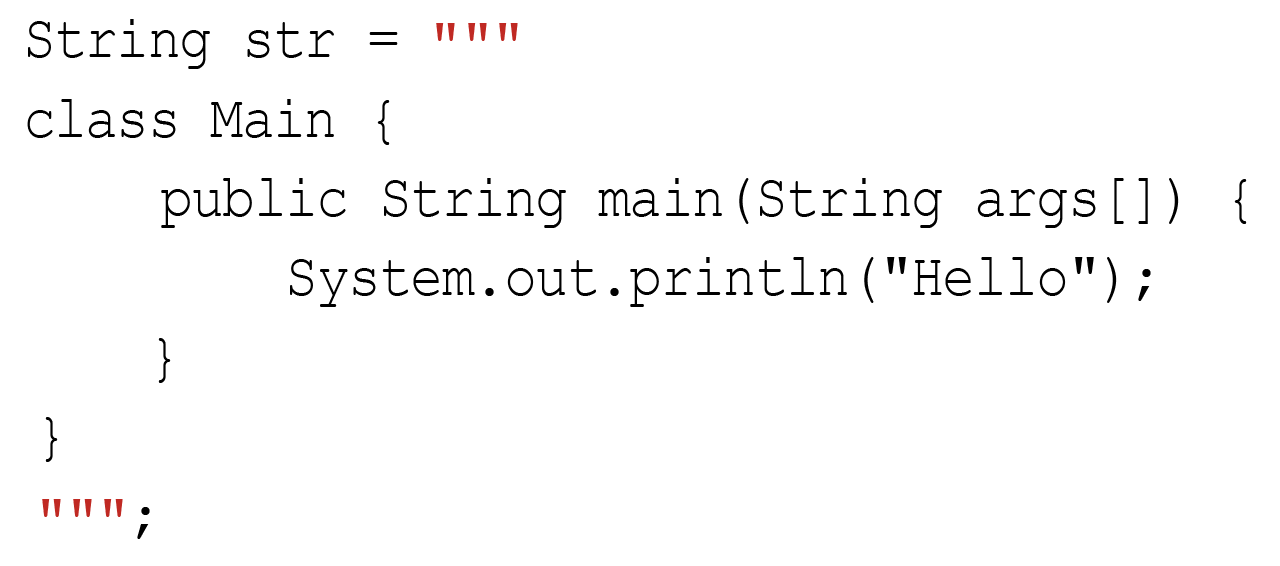 String str = """
class Main {
    public String main(String args[]) {
        System.out.println("Hello");
    }
}
""";